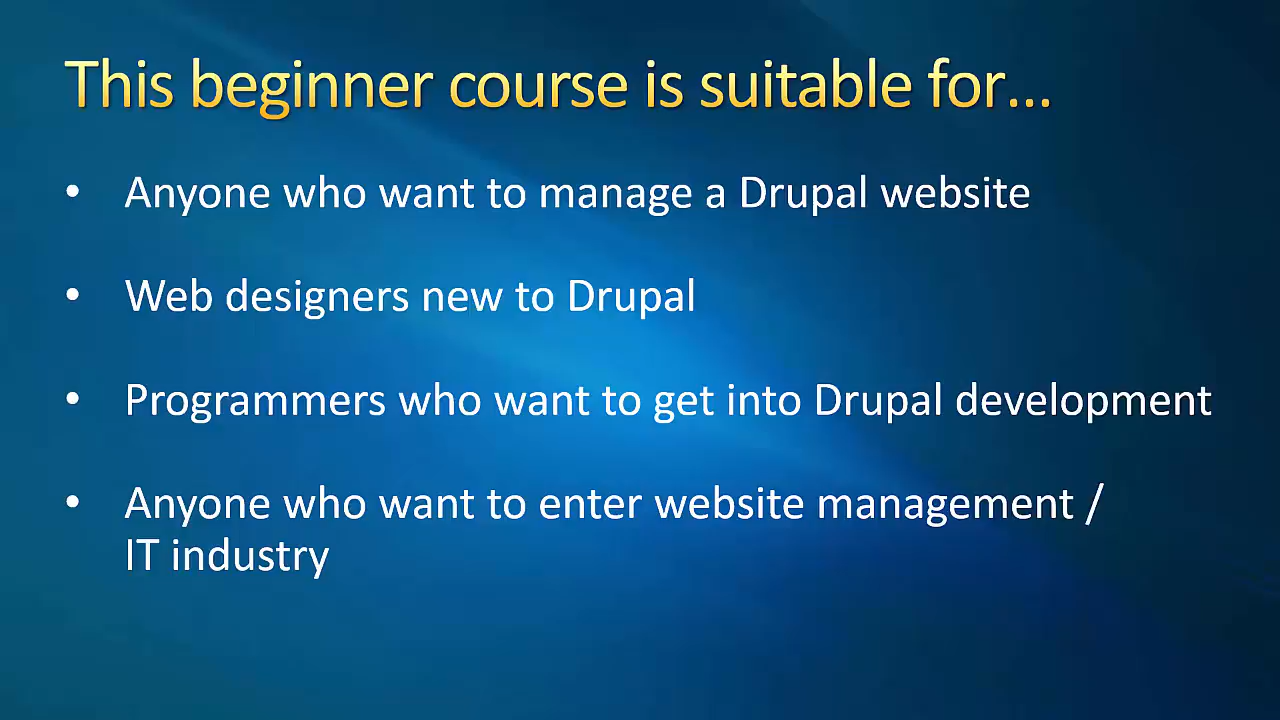 This beginner course is suitable for...
• Anyone who want to manage a Drupal website
• Web designers new to Drupal
• Programmers who want to get into Drupal development
• Anyone who want to enter website management /
IT industry